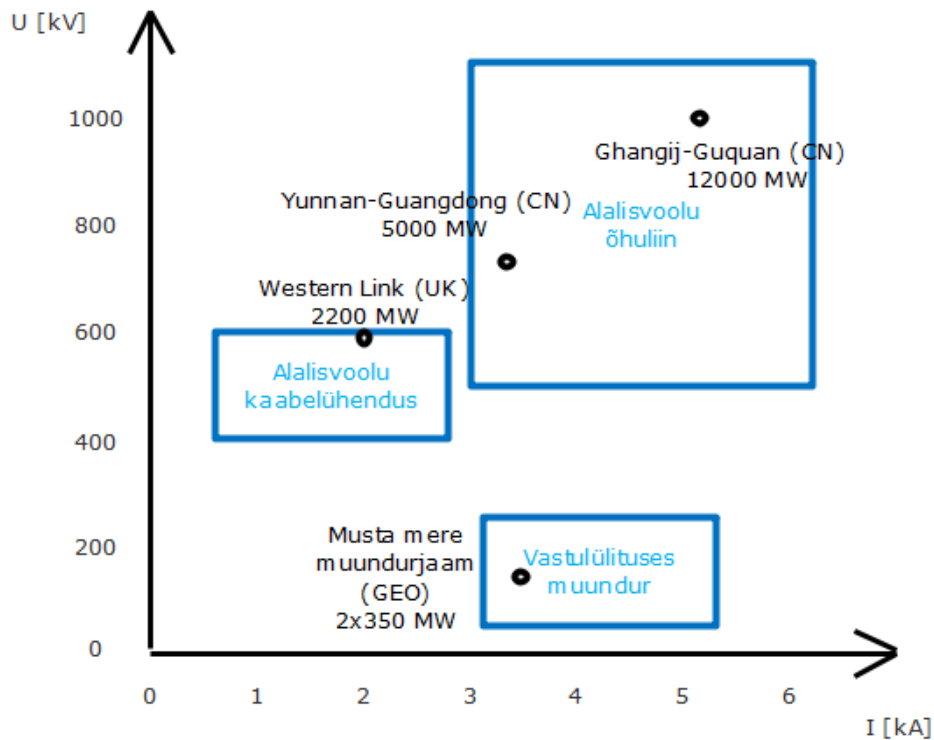 U [kV]
1000
Ghangij-Guquan (CN)
12000 MW
Yunnan-Guangdong (CN)
5000 MW
Alalisvoolu
õhuliin
800
Western Link (UK)
2200 MW
600
Alalisvoolu
kaabelühendus
400
Musta mere
muundurjaam
(GEO)
2x350 MW
Vastulülituses
muundur
200
0
0 1 2 3 4 5 6
I [kA]